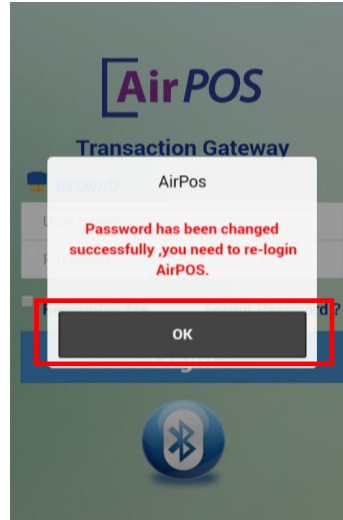 AirPOS
Transaction Gateway
AirPos
Password has been changed
successfully ,you need to re-login
AirPOS.
d ?
OK